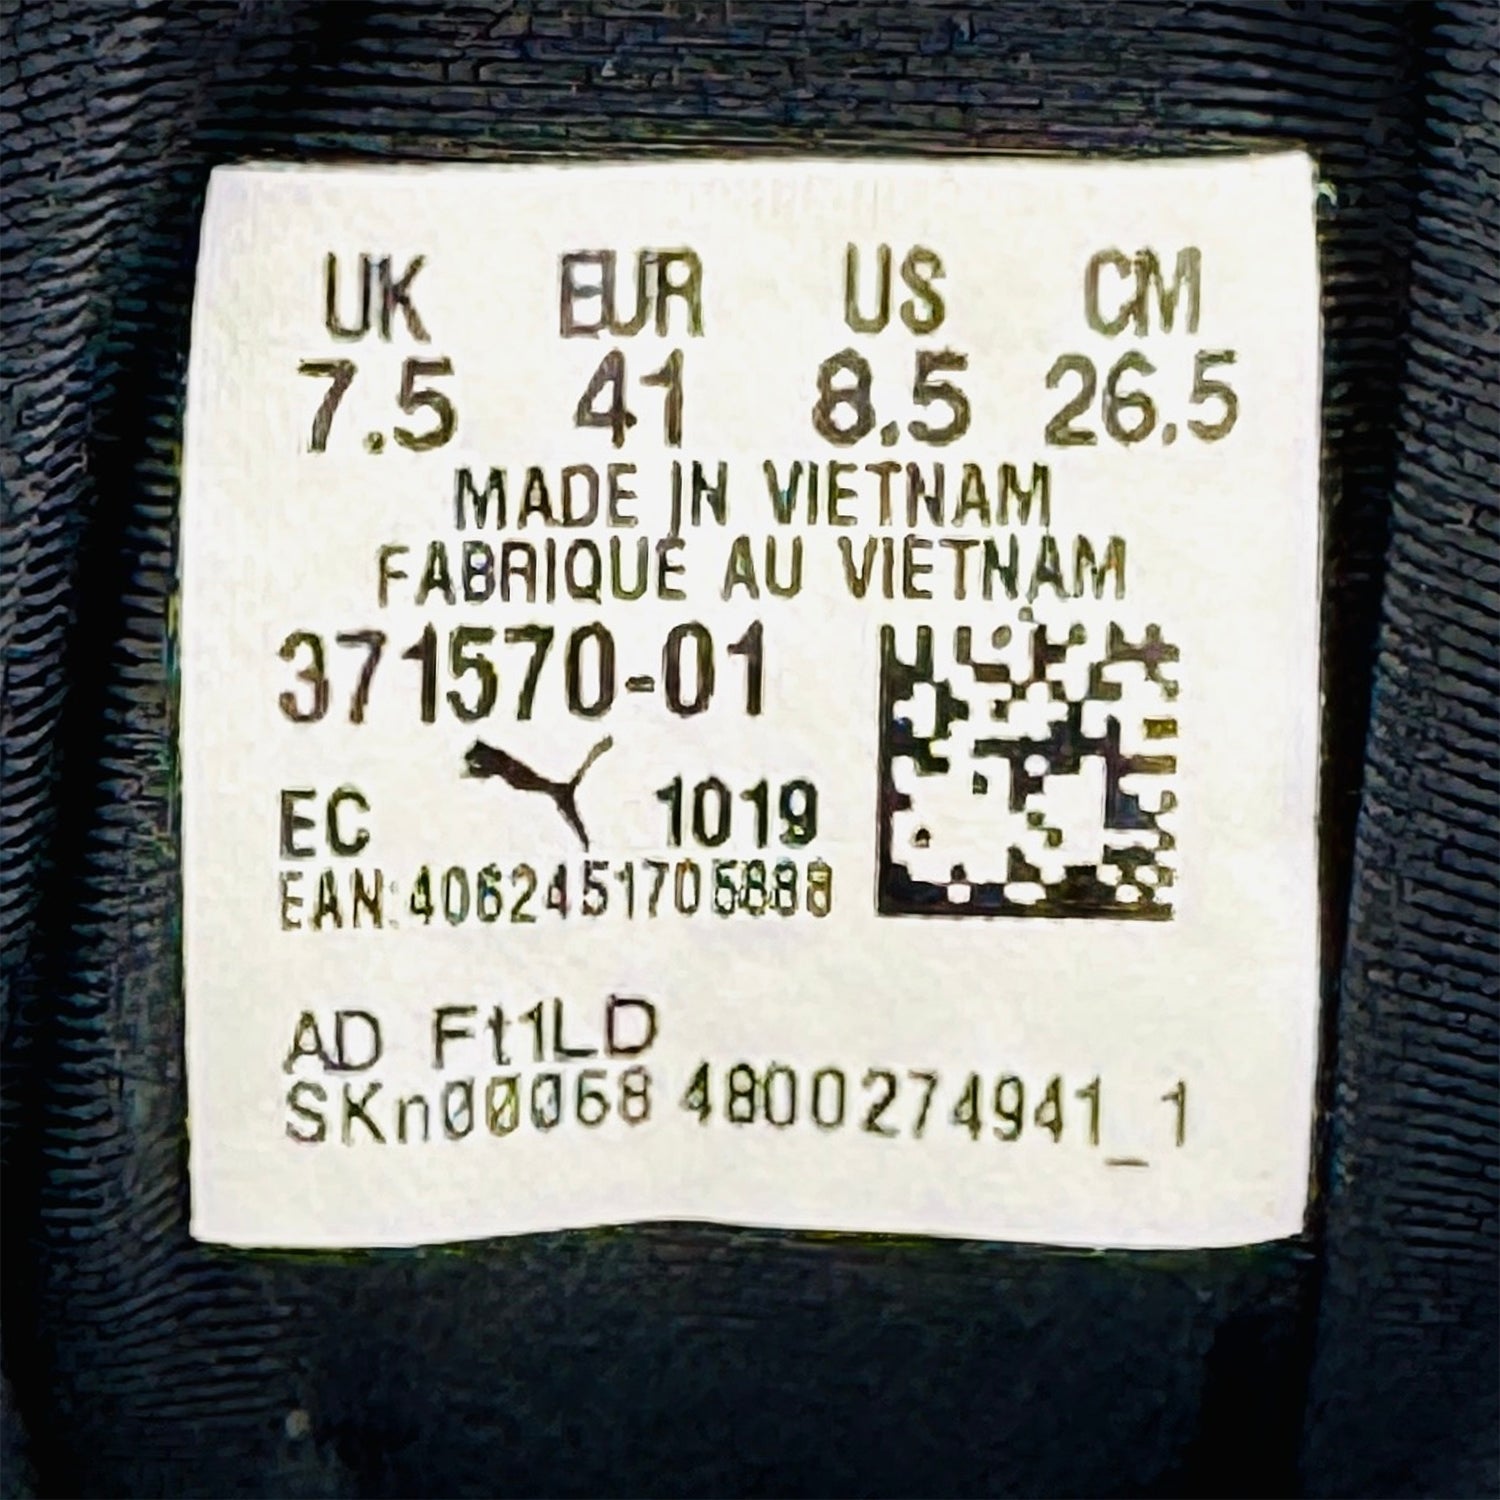 UK EUR US CM
7.5 41 8.5 26.5
MADE IN VIETNAM
FABRIQUE AU VIETNAM
371570-01
EC 1019
EAN:4062451705888
AD Ft1LD
SKn00068 4800274941_1